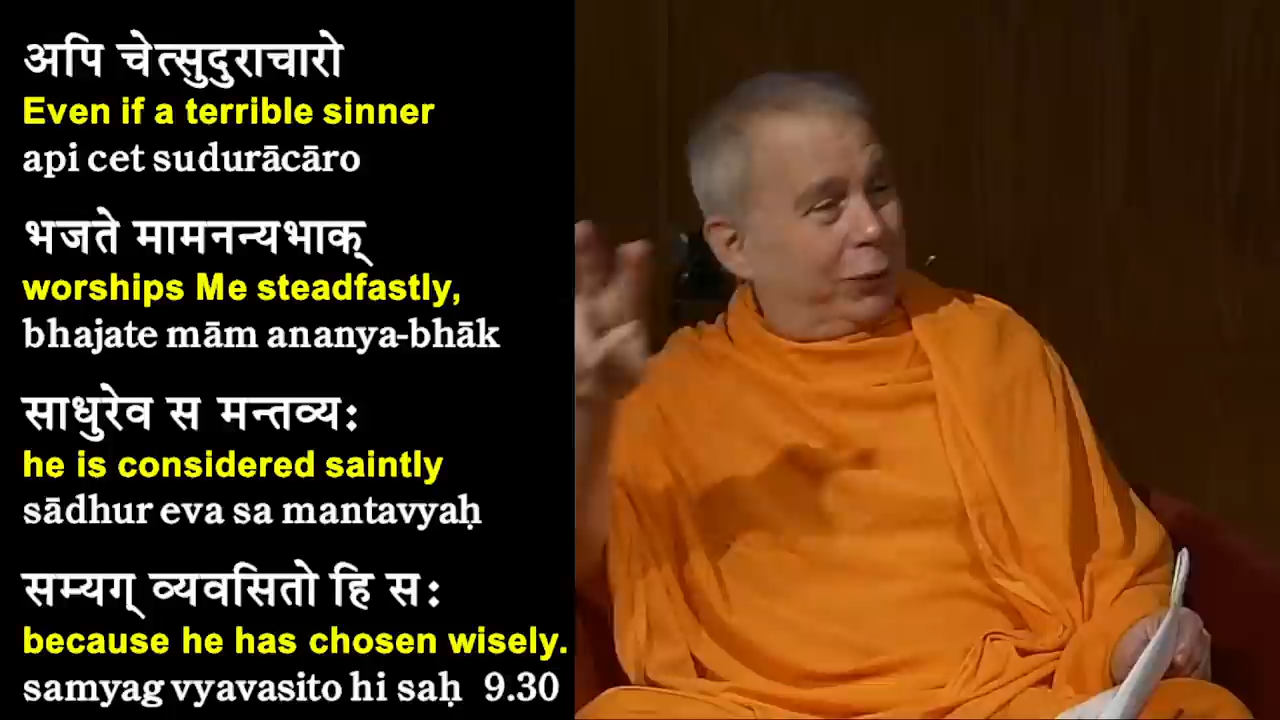 अपि चेत्सुदुराचारो
Even if a terrible sinner
api cet sudurācāro
भजते मामनन्यभाक्
worships Me steadfastly,
bhajate mām ananya-bhāk
साधुरेव स मन्तव्यः
he is considered saintly
sādhur eva sa mantavyaḥ
सम्यग् व्यवसितो हि सः
because he has chosen wisely.
samyag vyavasito hi saḥ 9.30